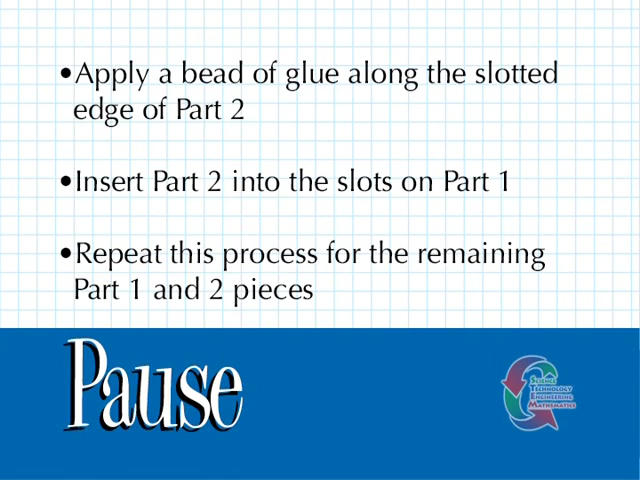 •Apply a bead of glue along the slotted
edge of Part 2
•Insert Part 2 into the slots on Part 1
•Repeat this process for the remaining
Part 1 and 2 pieces
Pause
Science
Technology
Engineering
Mathematics